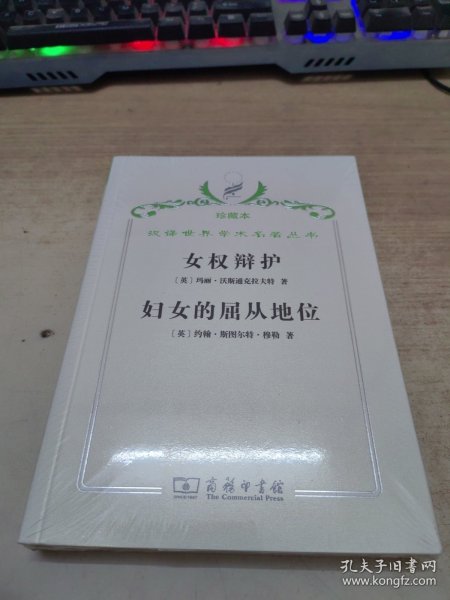 珍藏本
汉译世界学术名著丛书
女权辩护
〔英〕玛丽·沃斯通克拉夫特 著
妇女的屈从地位
〔英〕约翰·斯图尔特·穆勒 著
商务印书馆
The Commercial Press
SINCE 1897
孔夫子旧书网
www.kongfz.com